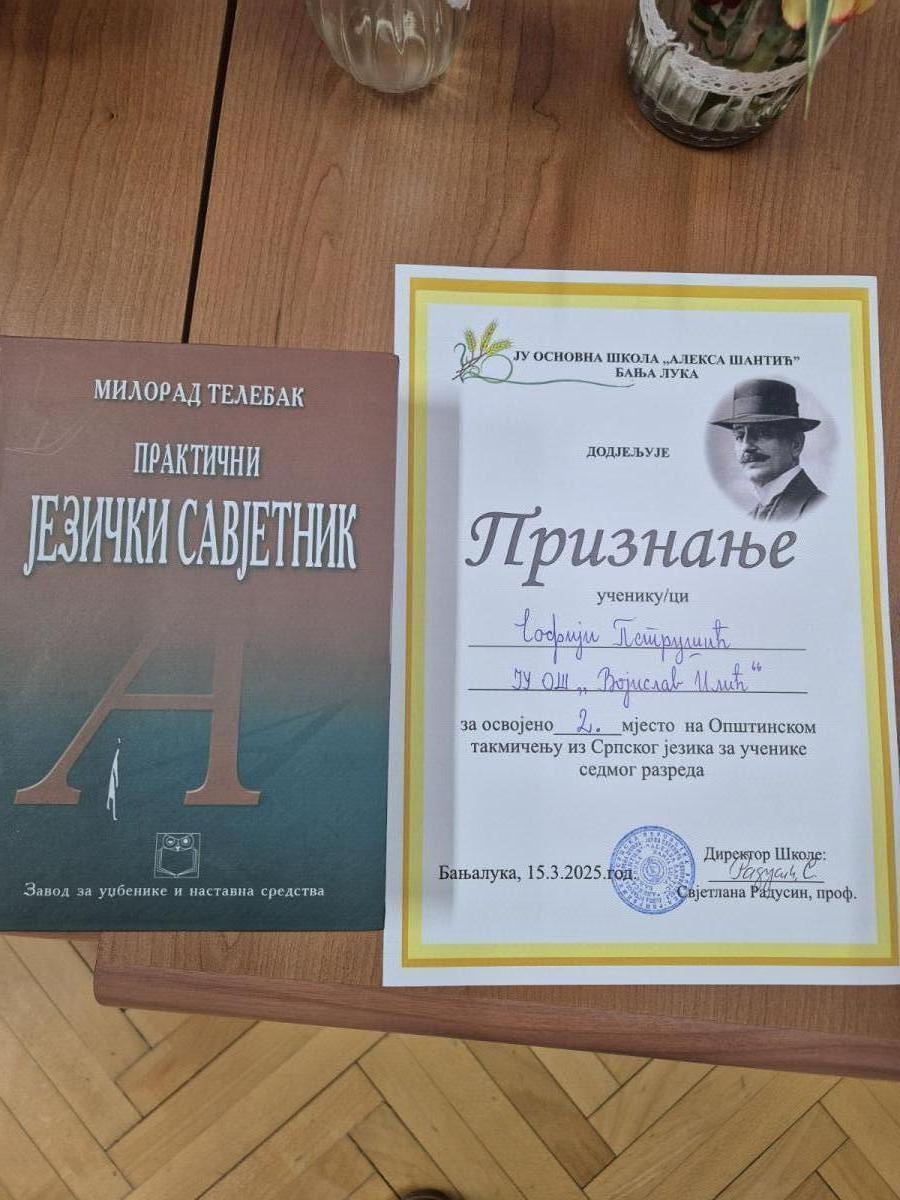 МИЛОРАД ТЕЛЕБАК
ПРАКТИЧНИ
ЈЕЗИЧКИ САВЈЕТНИК
А
Завод за уџбенике и наставна средства
ЈУ ОСНОВНА ШКОЛА „АЛЕКСА ШАНТИЋ”
БАЊА ЛУКА
ДОДЈЕЉУЈЕ
Признање
ученику/ци
Софији Петрушић
ЈУ ОШ „Војислав Илић“
за освојено 2. мјесто на Општинском
такмичењу из Српског језика за ученике
седмог разреда
Директор Школе:
Бањалука, 15.3.2025.год.
Радусин, С.
Свјетлана Радусин, проф.